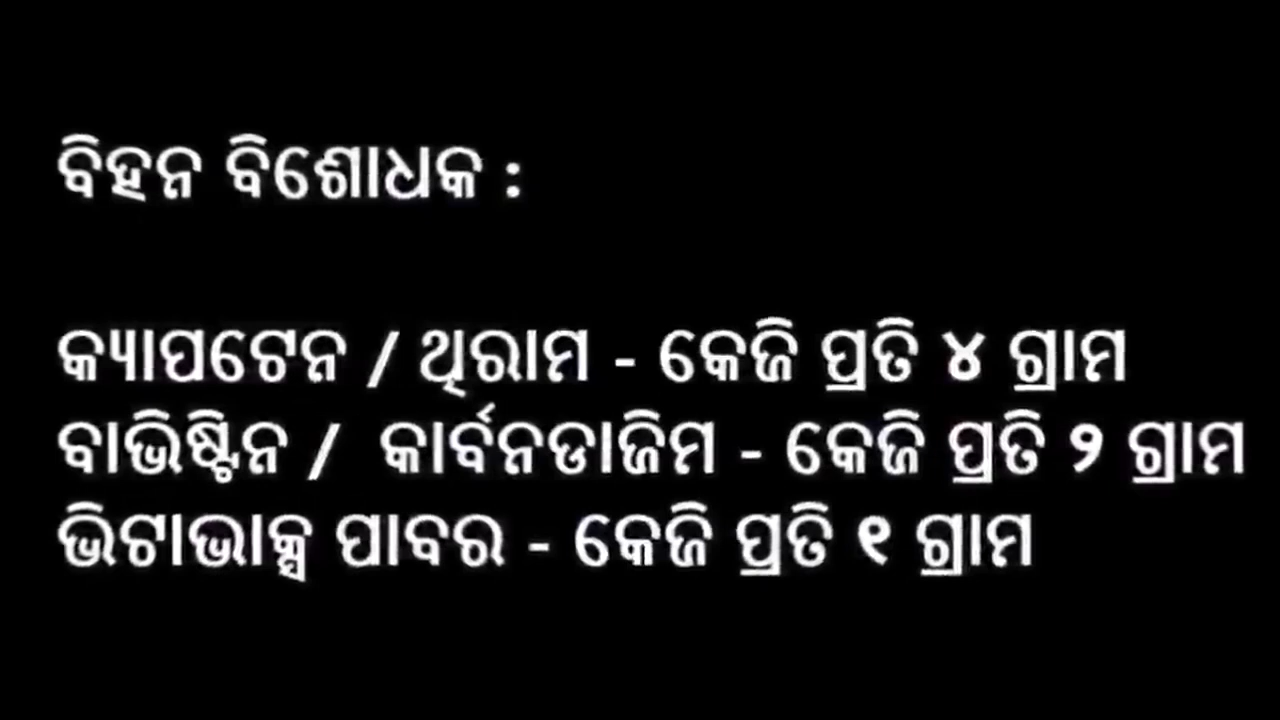 ବିହନ ବିଶୋଧକ :
କ୍ୟାପଟେନ / ଥିରାମ - କେଜି ପ୍ରତି ୪ ଗ୍ରାମ
ବାଭିଷ୍ଟିନ / କାର୍ବନଡାଜିମ - କେଜି ପ୍ରତି ୨ ଗ୍ରାମ
ଭିଟାଭାକ୍ସ ପାବର - କେଜି ପ୍ରତି ୧ ଗ୍ରାମ